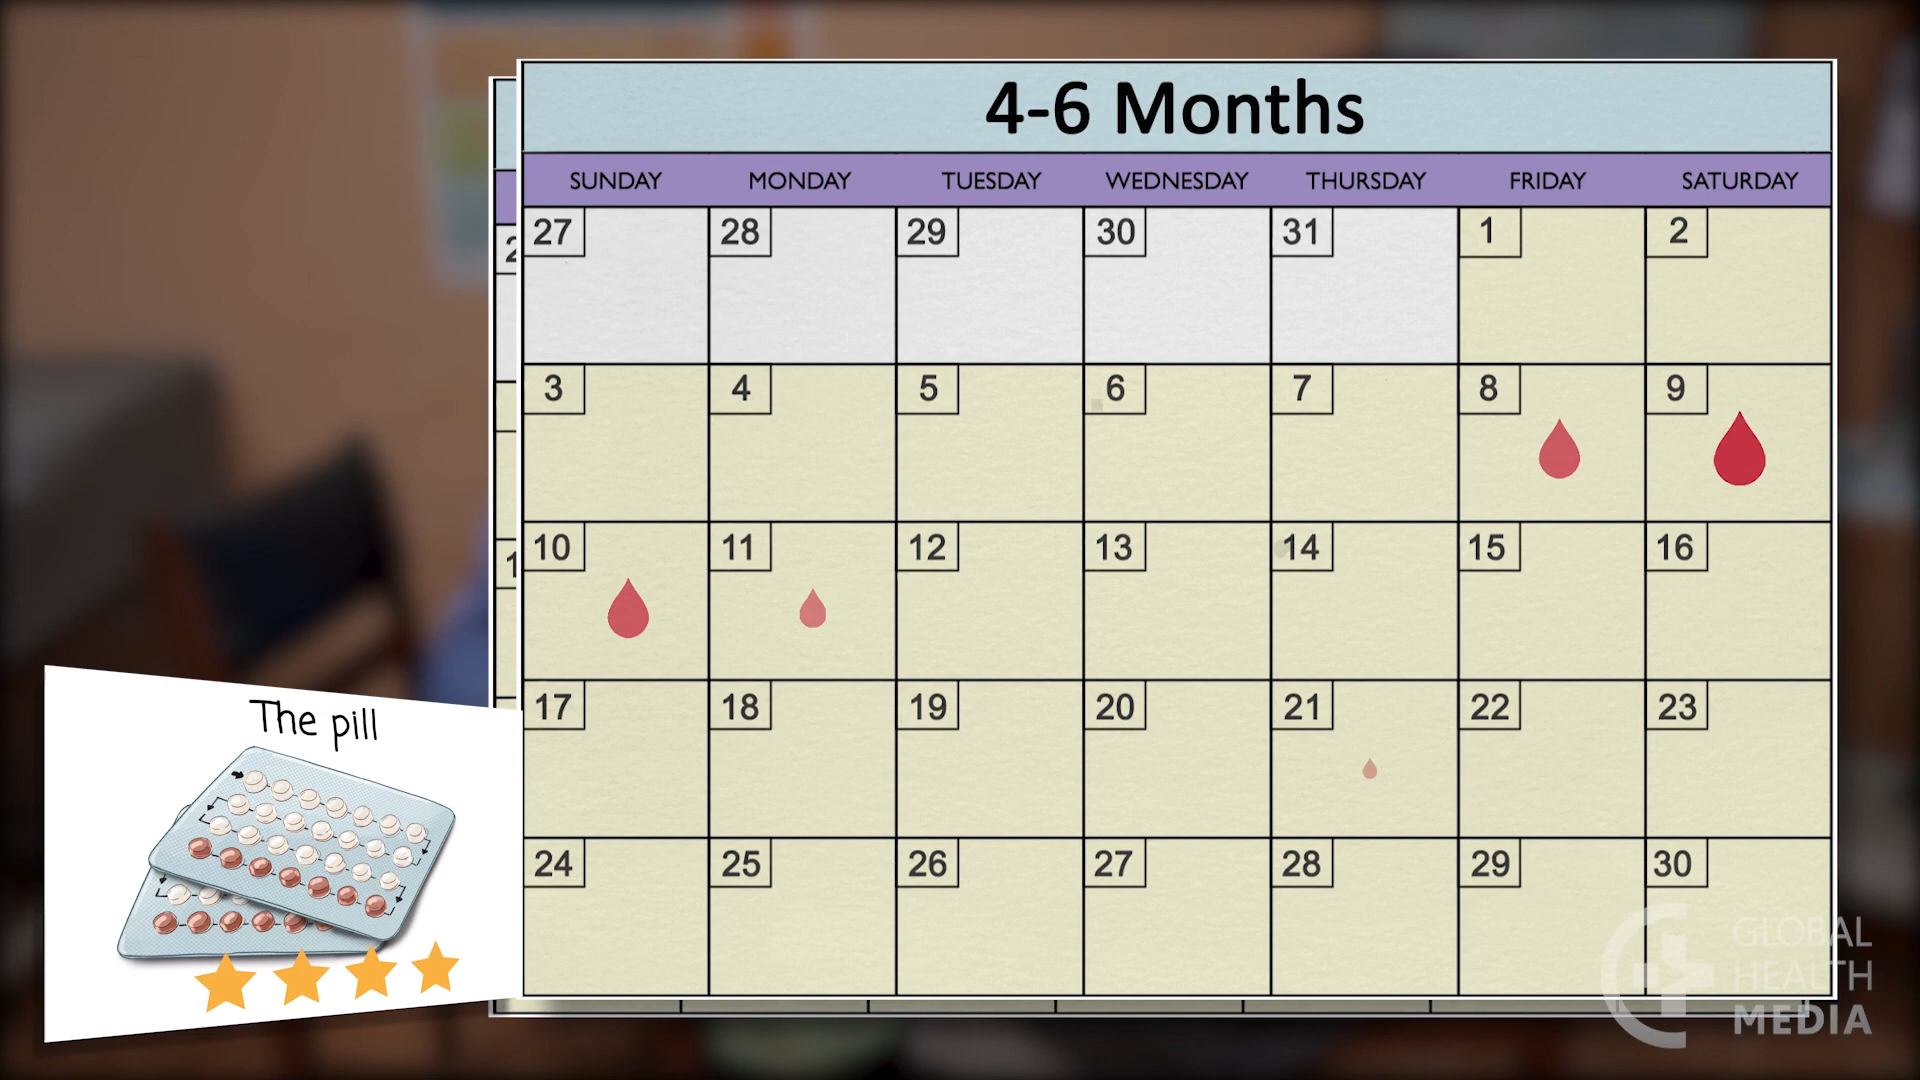 4-6 Months
SUNDAY MONDAY TUESDAY WEDNESDAY THURSDAY FRIDAY SATURDAY
27 28 29 30 31 1 2
3 4 5 6 7 8 9
10 11 12 13 14 15 16
17 18 19 20 21 22 23
24 25 26 27 28 29 30
The pill
GLOBAL
HEALTH
MEDIA